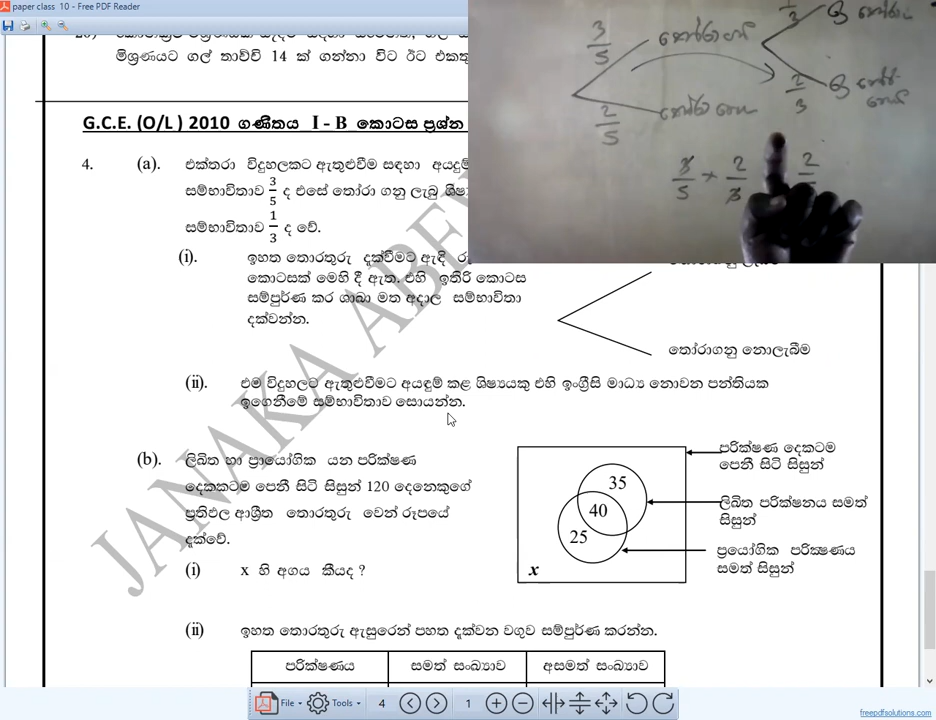 paper class 10 - Free PDF Reader
මිශ්‍රණයට ගල් තාච්චි 14 ක් ගන්නා විට ඊට එකතු
G.C.E. (O/L ) 2010 ගණිතය I - B කොටස ප්‍රශ්න
4. (a). එක්තරා විදුහලකට ඇතුළුවීම සඳහා අයදුම්
සම්භාවිතාව 3/5 ද එසේ තෝරා ගනු ලැබූ ශිෂ
සම්භාවිතාව 1/3 ද වේ.
(i). ඉහත තොරතුරු දැක්වීමට ඇඳි
කොටසක් මෙහි දී ඇත. එහි ඉතිරි කොටස
සම්පුර්ණ කර ශාඛා මත අදාල සම්භාවිතා
දක්වන්න.
තෝරාගනු නොලැබීම
(ii). එම විදුහලට ඇතුළුවීමට අයඳුම් කළ ශිෂ්‍යයකු එහි ඉංග්‍රීසි මාධ්‍ය නොවන පන්තියක
ඉගෙනීමේ සම්භාවිතාව සොයන්න.
(b). ලිඛිත හා ප්‍රායෝගික යන පරීක්ෂණ
දෙකකටම පෙනී සිටි සිසුන් 120 දෙනෙකුගේ
ප්‍රතිඵල ආශ්‍රීත තොරතුරු වෙන් රූපයේ
දැක්වේ.
(i) x හි අගය කීයද ?
35
40
25
x
පරික්ෂණ දෙකටම
පෙනී සිටි සිසුන්
ලිඛිත පරික්ෂනය සමත්
සිසුන්
ප්‍රයෝගික පරික්ෂණය
සමත් සිසුන්
(ii) ඉහත තොරතුරු ඇසුරෙන් පහත දැක්වන වගුව සම්පුර්ණ කරන්න.
පරික්ෂණය සමත් සංඛ්‍යාව අසමත් සංඛ්‍යාව
JANAKA ABEY
3/5
2/5
1/3
2/3
3/5 × 2/3
File Tools 4 1
freepdfsolutions.com